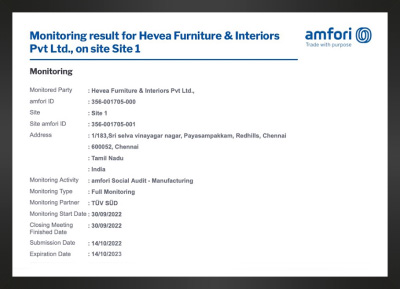 Monitoring result for Hevea Furniture & Interiors
Pvt Ltd., on site Site 1
amfori
Trade with purpose
Monitoring
Monitored Party : Hevea Furniture & Interiors Pvt Ltd.,
amfori ID : 356-001705-000
Site : Site 1
Site amfori ID : 356-001705-001
Address : 1/183,Sri selva vinayagar nagar, Payasampakkam, Redhills, Chennai
: 600052, Chennai
: Tamil Nadu
: India
Monitoring Activity : amfori Social Audit - Manufacturing
Monitoring Type : Full Monitoring
Monitoring Partner : TÜV SÜD
Monitoring Start Date : 30/09/2022
Closing Meeting : 30/09/2022
Finished Date
Submission Date : 14/10/2022
Expiration Date : 14/10/2023